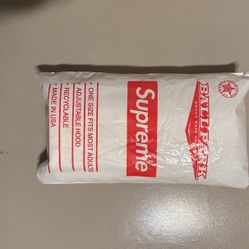 BALLPARK
Supreme
• ONE SIZE FITS MOST ADULTS
• ADJUSTABLE HOOD
• RECYCLABLE
• MADE IN USA